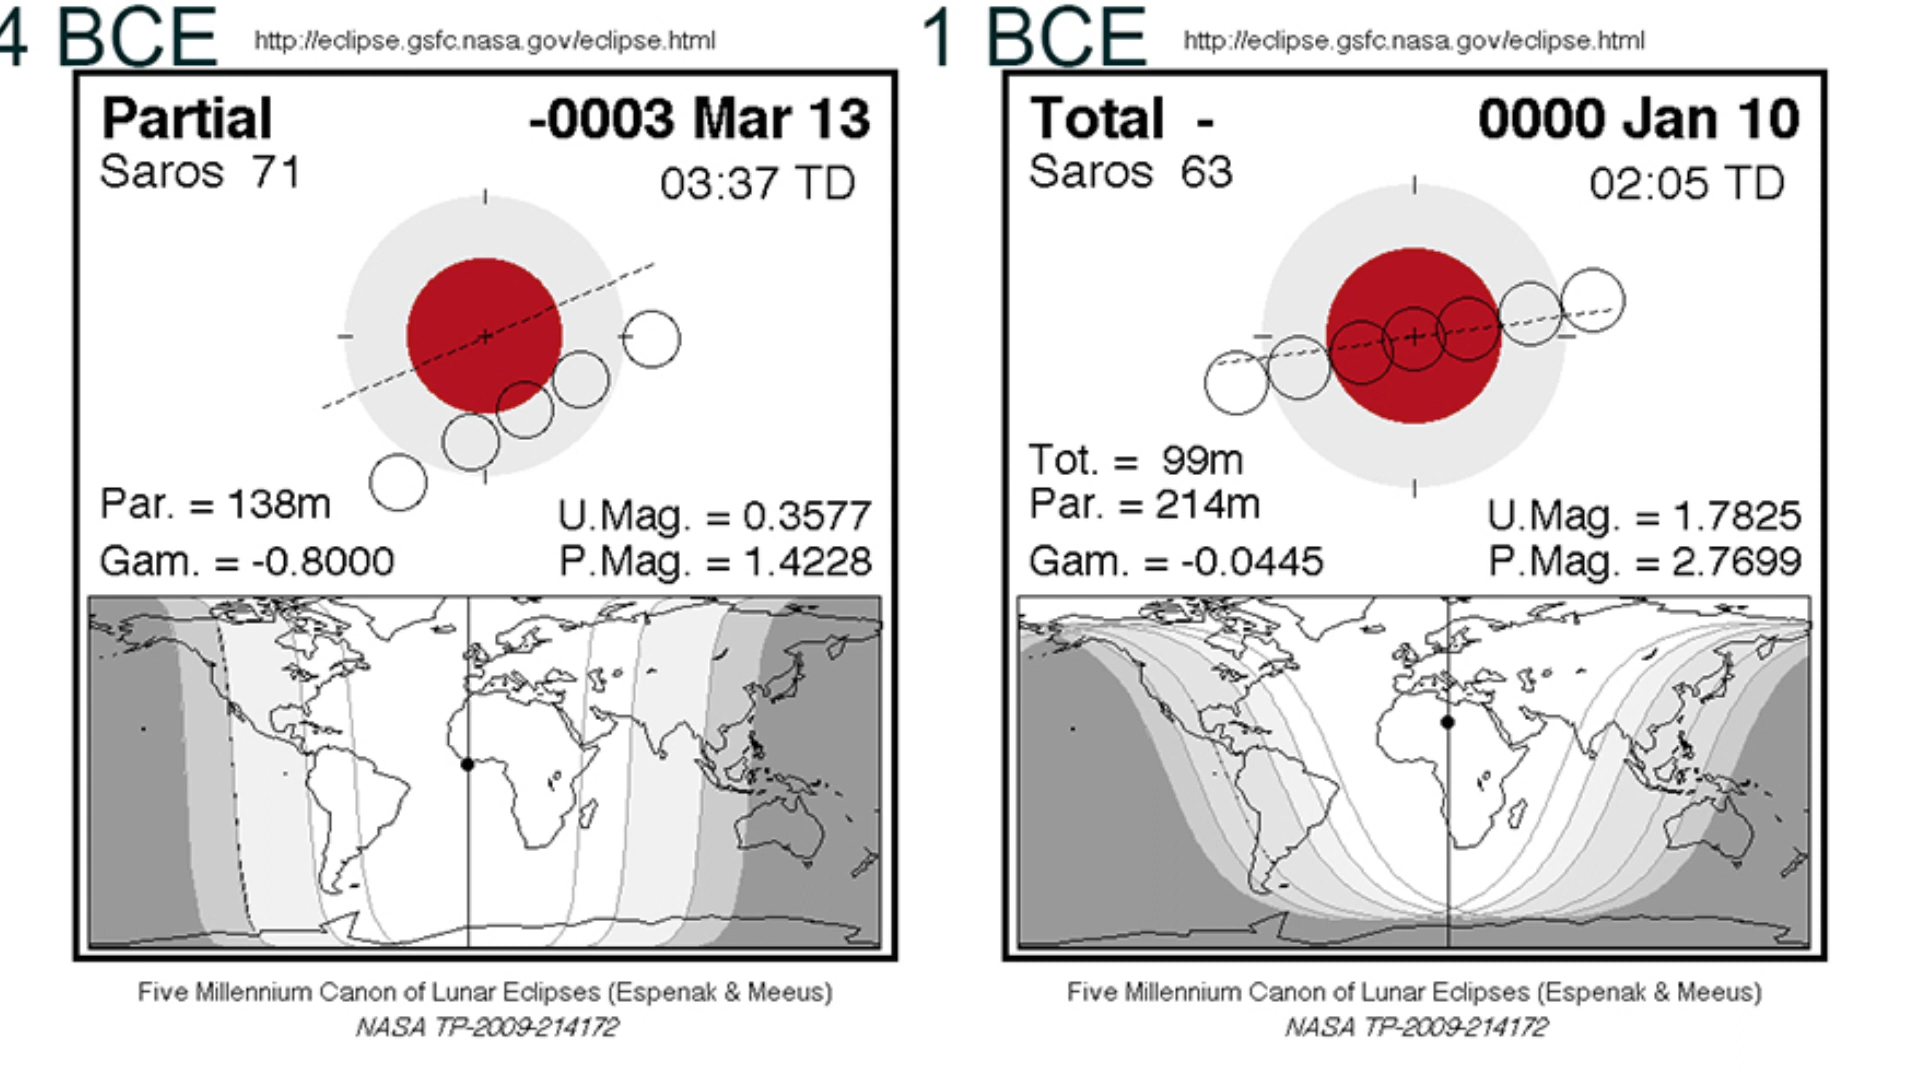 4 BCE http://eclipse.gsfc.nasa.gov/eclipse.html
Partial -0003 Mar 13
Saros 71 03:37 TD
Par. = 138m U.Mag. = 0.3577
Gam. = -0.8000 P.Mag. = 1.4228
Five Millennium Canon of Lunar Eclipses (Espenak & Meeus)
NASA TP-2009-214172
1 BCE http://eclipse.gsfc.nasa.gov/eclipse.html
Total - 0000 Jan 10
Saros 63 02:05 TD
Tot. = 99m
Par. = 214m U.Mag. = 1.7825
Gam. = -0.0445 P.Mag. = 2.7699
Five Millennium Canon of Lunar Eclipses (Espenak & Meeus)
NASA TP-2009-214172